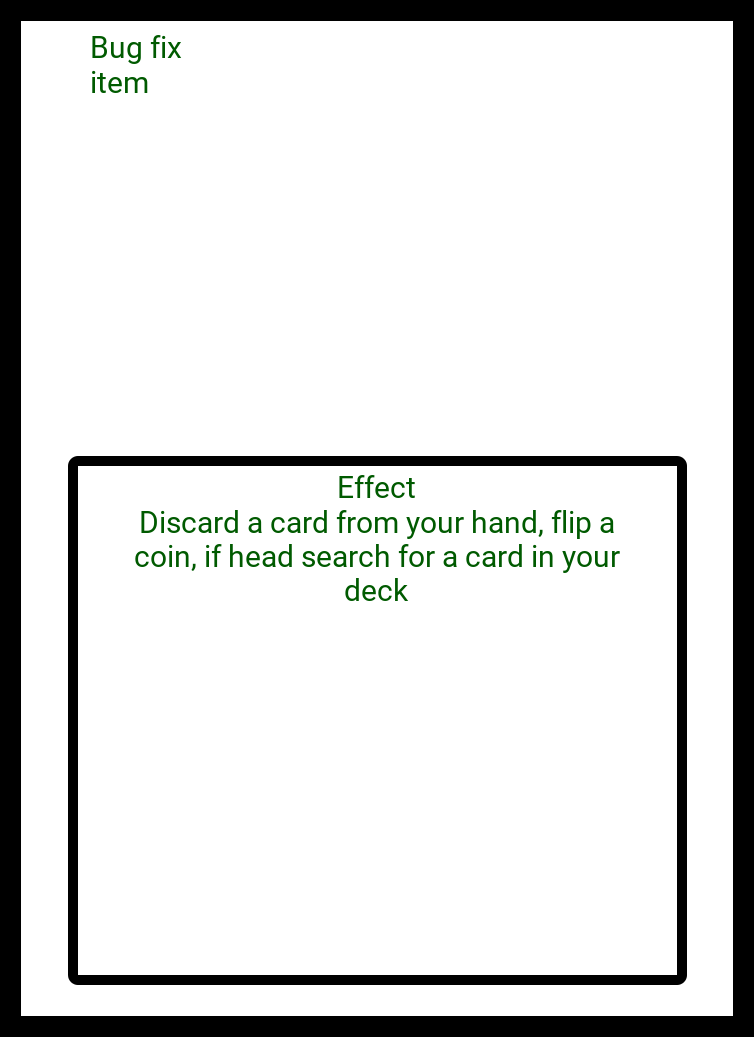 Bug fix
item
Effect
Discard a card from your hand, flip a
coin, if head search for a card in your
deck